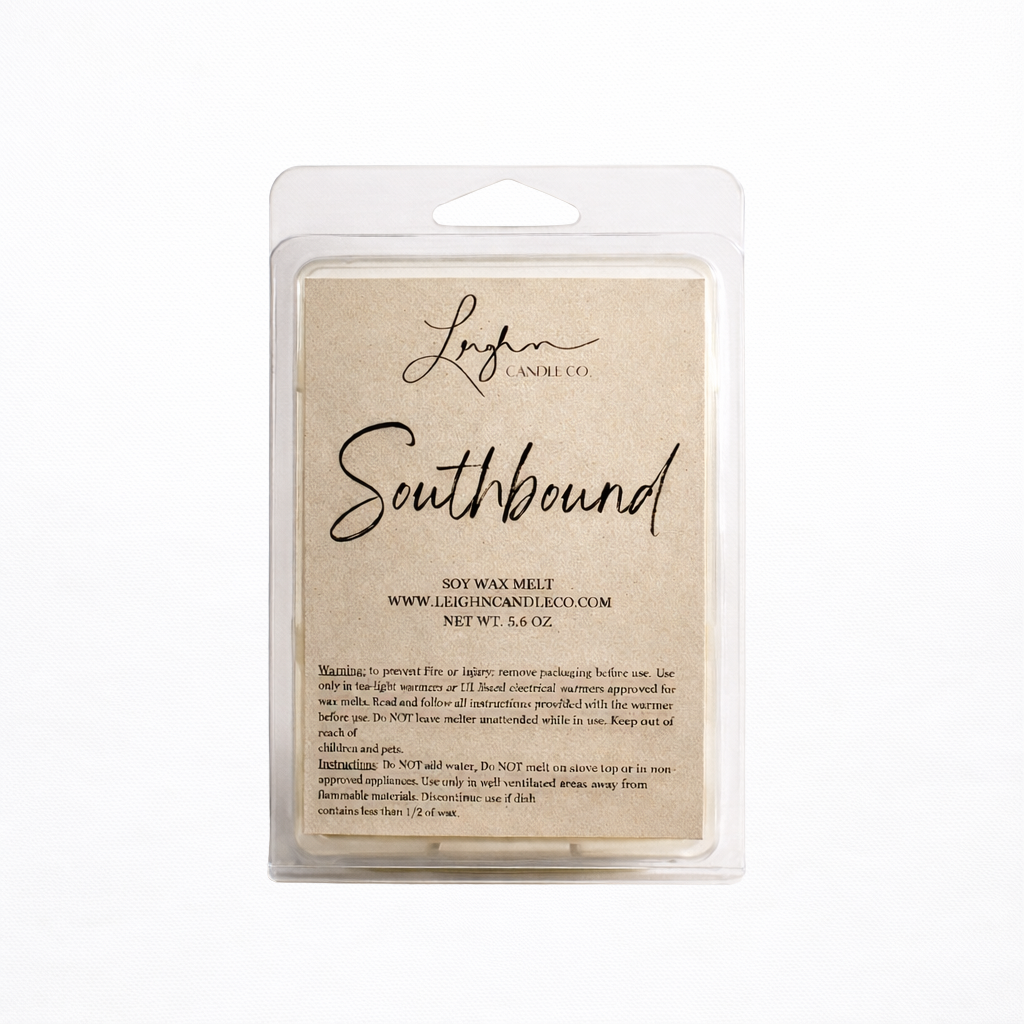 Leighn
CANDLE CO.
Southbound
SOY WAX MELT
WWW.LEIGHNCANDLECO.COM
NET WT. 5.6 OZ
Warning: to prevent Fire or Injury; remove packaging before use. Use
only in tea-light warmers or UL listed electrical warmers approved for
wax melts. Read and follow all instructions provided with the warmer
before use. Do NOT leave melter unattended while in use. Keep out of
reach of
children and pets.
Instructions: Do NOT add water, Do NOT melt on stove top or in non-
approved appliances. Use only in well ventilated areas away from
flammable materials. Discontinue use if dish
contains less than 1/2 of wax.